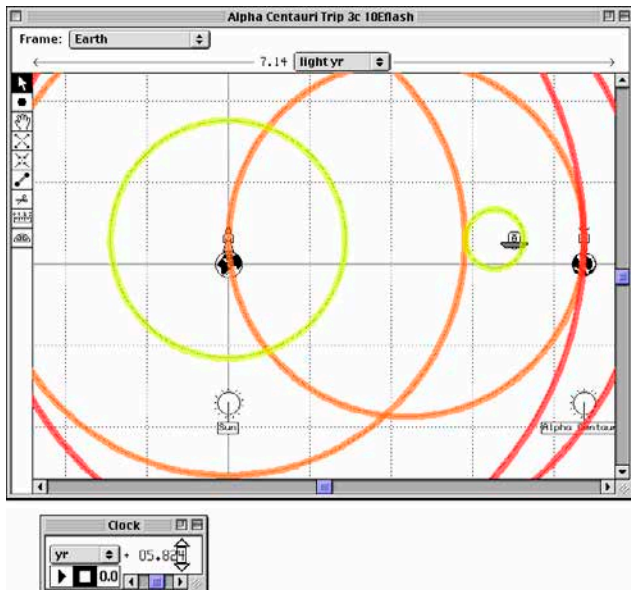 Alpha Centauri Trip 3c 10Eflash
Frame: Earth
7.14 light yr
Sun
Alpha Centaur
Clock
yr + 05.824
0.0